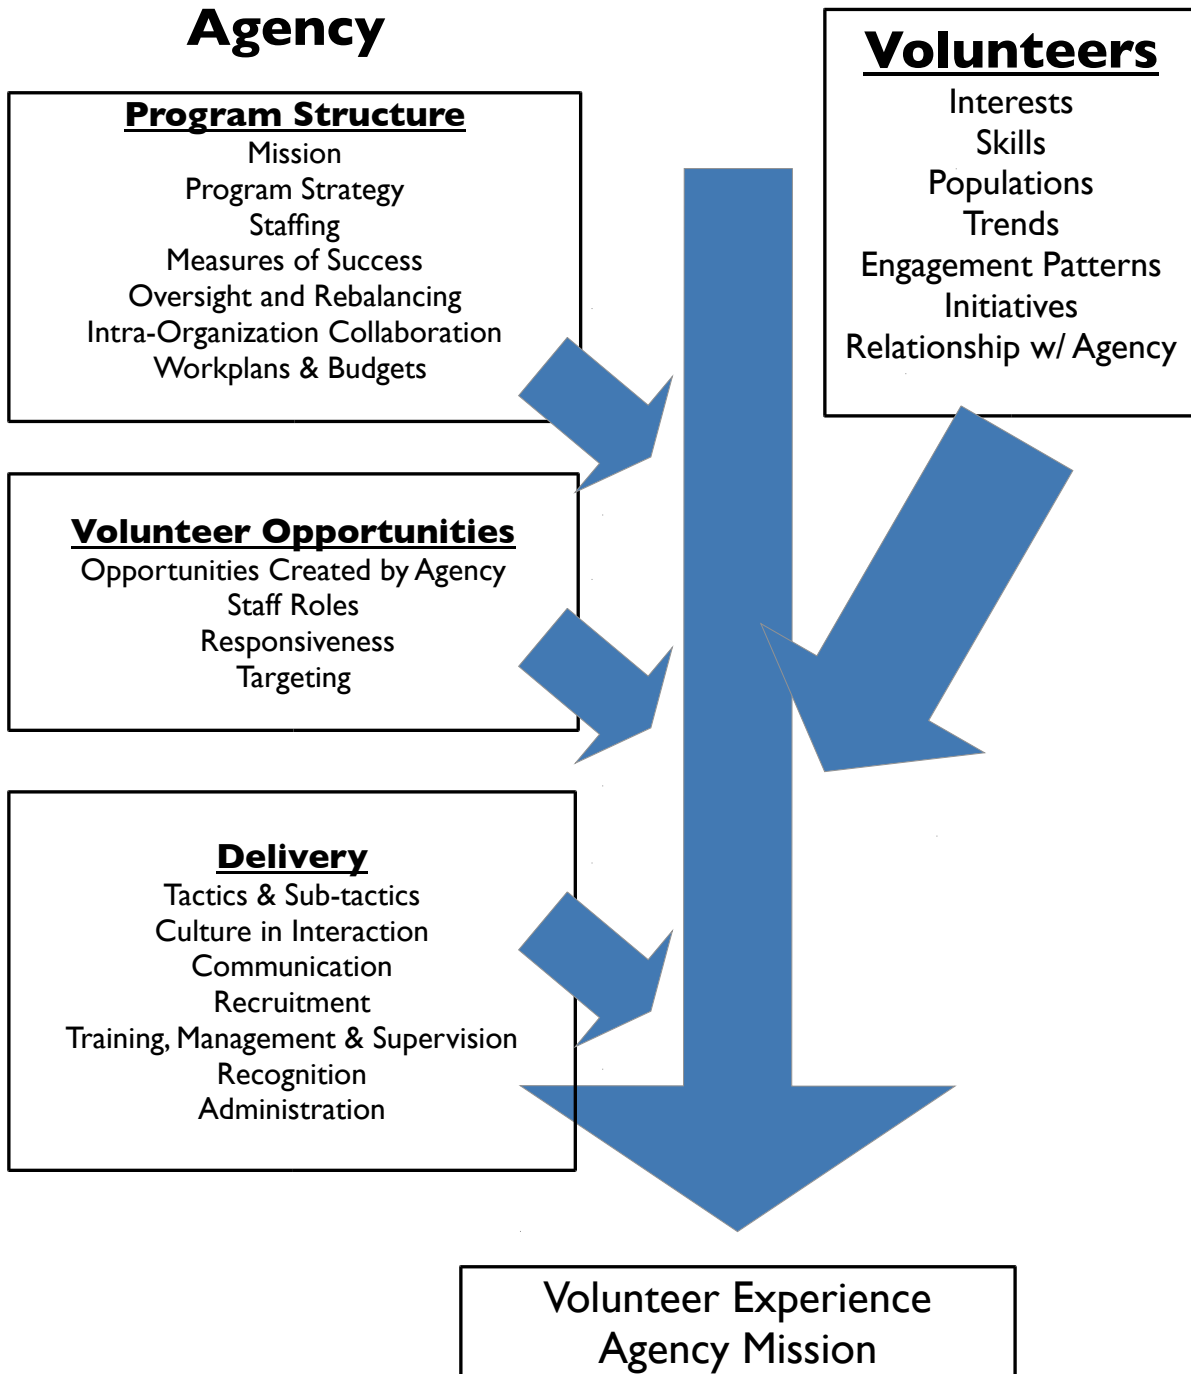 Agency
Program Structure
Mission
Program Strategy
Staffing
Measures of Success
Oversight and Rebalancing
Intra-Organization Collaboration
Workplans & Budgets
Volunteer Opportunities
Opportunities Created by Agency
Staff Roles
Responsiveness
Targeting
Delivery
Tactics & Sub-tactics
Culture in Interaction
Communication
Recruitment
Training, Management & Supervision
Recognition
Administration
Volunteers
Interests
Skills
Populations
Trends
Engagement Patterns
Initiatives
Relationship w/ Agency
Volunteer Experience
Agency Mission